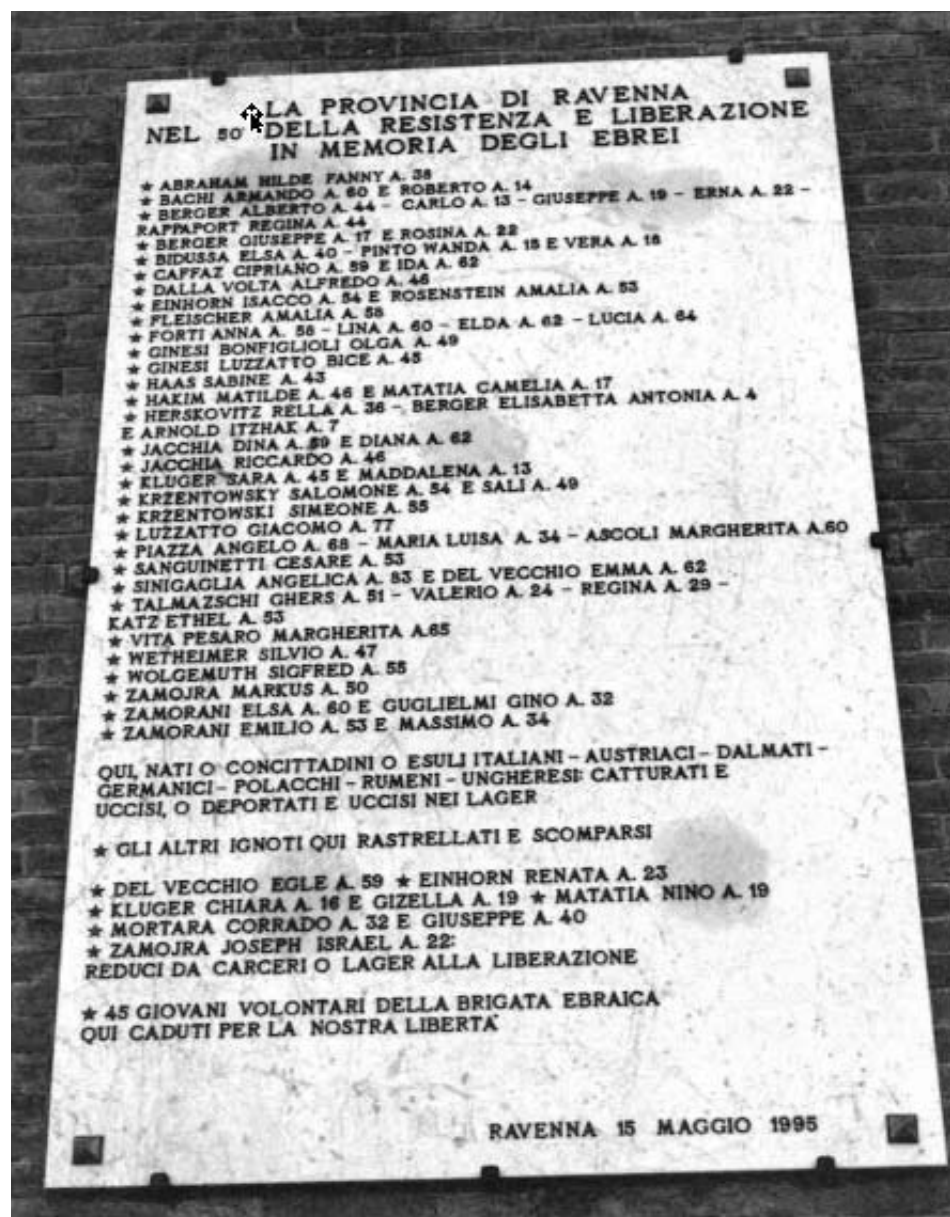 LA PROVINCIA DI RAVENNA
NEL 50° DELLA RESISTENZA E LIBERAZIONE
IN MEMORIA DEGLI EBREI
★ ABRAHAM HILDE FANNY A. 38
★ BACHI ARMANDO A. 60 E ROBERTO A. 14
★ BERGER ALBERTO A. 44 – CARLO A. 13 – GIUSEPPE A. 19 – ERNA A. 22 –
RAPPAPORT REGINA A. 44
★ BERGER GIUSEPPE A. 17 E ROSINA A. 22
★ BIDUSSA ELSA A. 40 – PINTO WANDA A. 15 E VERA A. 16
★ CAFFAZ CIPRIANO A. 59 E IDA A. 62
★ DALLA VOLTA ALFREDO A. 46
★ EINHORN ISACCO A. 54 E ROSENSTEIN AMALIA A. 53
★ FLEISCHER AMALIA A. 58
★ FORTI ANNA A. 58 – LINA A. 60 – ELDA A. 62 – LUCIA A. 64
★ GINESI BONFIGLIOLI OLGA A. 49
★ GINESI LUZZATTO BICE A. 45
★ HAAS SABINE A. 43
★ HAKIM MATILDE A. 46 E MATATIA CAMELIA A. 17
★ HERSKOVITZ RELLA A. 36 – BERGER ELISABETTA ANTONIA A. 4
E ARNOLD ITZHAK A. 7
★ JACCHIA DINA A. 59 E DIANA A. 62
★ JACCHIA RICCARDO A. 46
★ KLUGER SARA A. 45 E MADDALENA A. 13
★ KRZENTOWSKY SALOMONE A. 54 E SALI A. 49
★ KRZENTOWSKI SIMEONE A. 55
★ LUZZATTO GIACOMO A. 77
★ PIAZZA ANGELO A. 68 – MARIA LUISA A. 34 – ASCOLI MARGHERITA A.60
★ SANGUINETTI CESARE A. 53
★ SINIGAGLIA ANGELICA A. 83 E DEL VECCHIO EMMA A. 62
★ TALMAZSCHI GHERS A. 51 – VALERIO A. 24 – REGINA A. 29 –
KATZ ETHEL A. 53
★ VITA PESARO MARGHERITA A.65
★ WETHEIMER SILVIO A. 47
★ WOLGEMUTH SIGFRED A. 55
★ ZAMOJRA MARKUS A. 50
★ ZAMORANI ELSA A. 60 E GUGLIELMI GINO A. 32
★ ZAMORANI EMILIO A. 53 E MASSIMO A. 34
QUI, NATI O CONCITTADINI O ESULI ITALIANI – AUSTRIACI – DALMATI –
GERMANICI – POLACCHI – RUMENI – UNGHERESI: CATTURATI E
UCCISI, O DEPORTATI E UCCISI NEI LAGER
★ GLI ALTRI IGNOTI QUI RASTRELLATI E SCOMPARSI
★ DEL VECCHIO EGLE A. 59 ★ EINHORN RENATA A. 23
★ KLUGER CHIARA A. 16 E GIZELLA A. 19 ★ MATATIA NINO A. 19
★ MORTARA CORRADO A. 32 E GIUSEPPE A. 40
★ ZAMOJRA JOSEPH ISRAEL A. 22:
REDUCI DA CARCERI O LAGER ALLA LIBERAZIONE
★ 45 GIOVANI VOLONTARI DELLA BRIGATA EBRAICA
QUI CADUTI PER LA NOSTRA LIBERTA'
RAVENNA 15 MAGGIO 1995